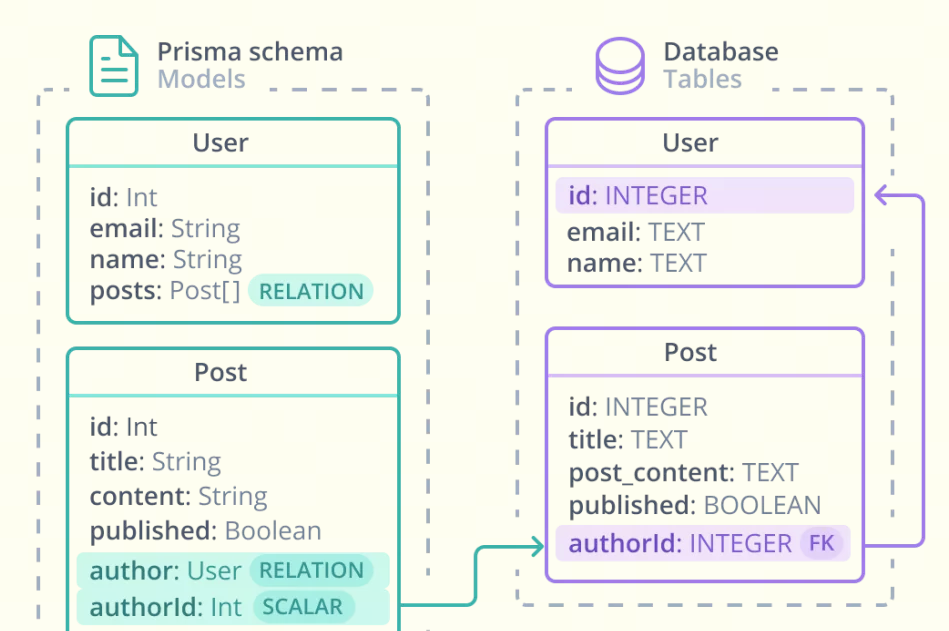 Prisma schema
Models
User
id: Int
email: String
name: String
posts: Post[] RELATION
Post
id: Int
title: String
content: String
published: Boolean
author: User RELATION
authorId: Int SCALAR
Database
Tables
User
id: INTEGER
email: TEXT
name: TEXT
Post
id: INTEGER
title: TEXT
post_content: TEXT
published: BOOLEAN
authorId: INTEGER FK